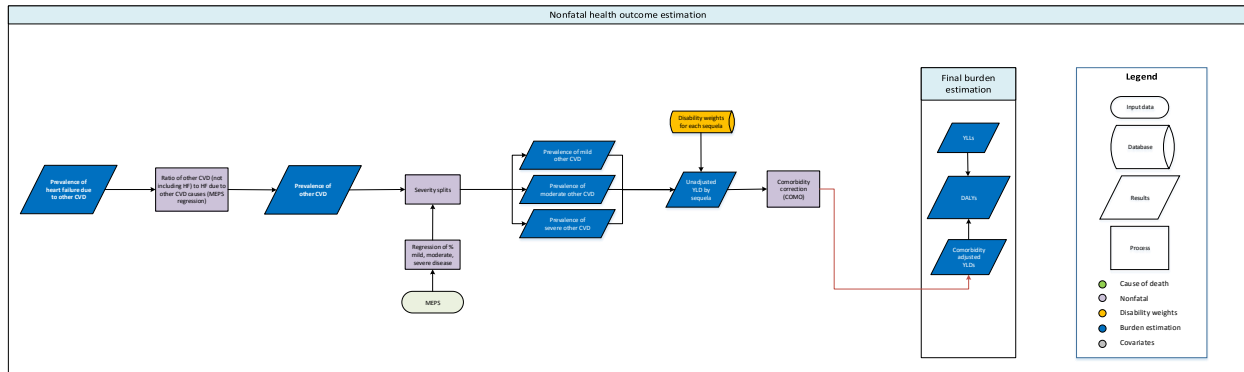 Nonfatal health outcome estimation
Prevalence of
heart failure due
to other CVD
Ratio of other CVD (not
including HF) to HF due to
other CVD causes (MEPS
regression)
Prevalence of
other CVD
Severity splits
Regression of %
mild, moderate,
severe disease
MEPS
Prevalence of mild
other CVD
Prevalence of
moderate other CVD
Prevalence of
severe other CVD
Disability weights
for each sequela
Unadjusted
YLD by
sequela
Comorbidity
correction
(COMO)
Final burden
estimation
YLLs
DALYs
Comorbidity
adjusted
YLDs
Legend
Input data
Database
Results
Process
Cause of death
Nonfatal
Disability weights
Burden estimation
Covariates